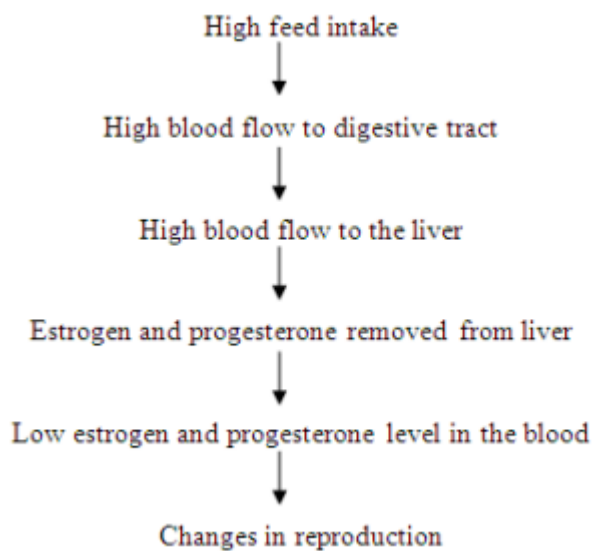 High feed intake
High blood flow to digestive tract
High blood flow to the liver
Estrogen and progesterone removed from liver
Low estrogen and progesterone level in the blood
Changes in reproduction